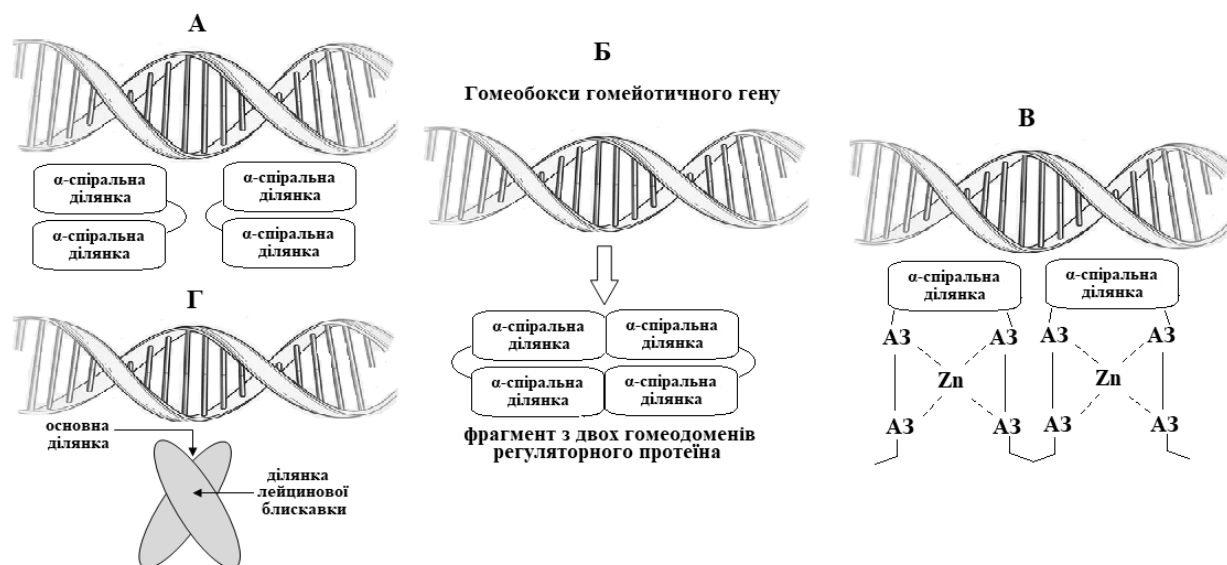 А
α-спіральна
ділянка
α-спіральна
ділянка
α-спіральна
ділянка
α-спіральна
ділянка
Б
Гомеобокси гомейотичного гену
α-спіральна
ділянка
α-спіральна
ділянка
α-спіральна
ділянка
α-спіральна
ділянка
фрагмент з двох гомеодоменів
регуляторного протеїна
В
α-спіральна
ділянка
α-спіральна
ділянка
АЗ
АЗ
АЗ
АЗ
Zn
Zn
АЗ
АЗ
АЗ
АЗ
Г
основна
ділянка
ділянка
лейцинової
блискавки